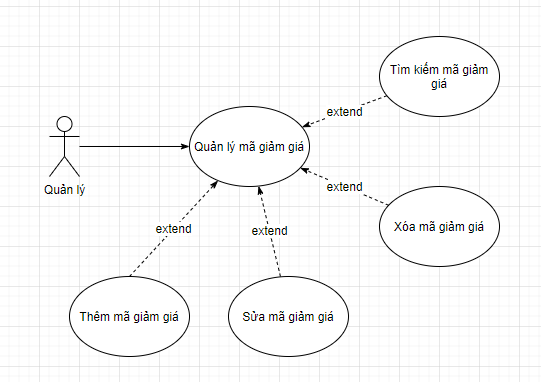 Tìm kiếm mã giảm
giá
extend
Quản lý mã giảm giá
Quản lý
extend
Xóa mã giảm giá
extend
extend
Thêm mã giảm giá
Sửa mã giảm giá